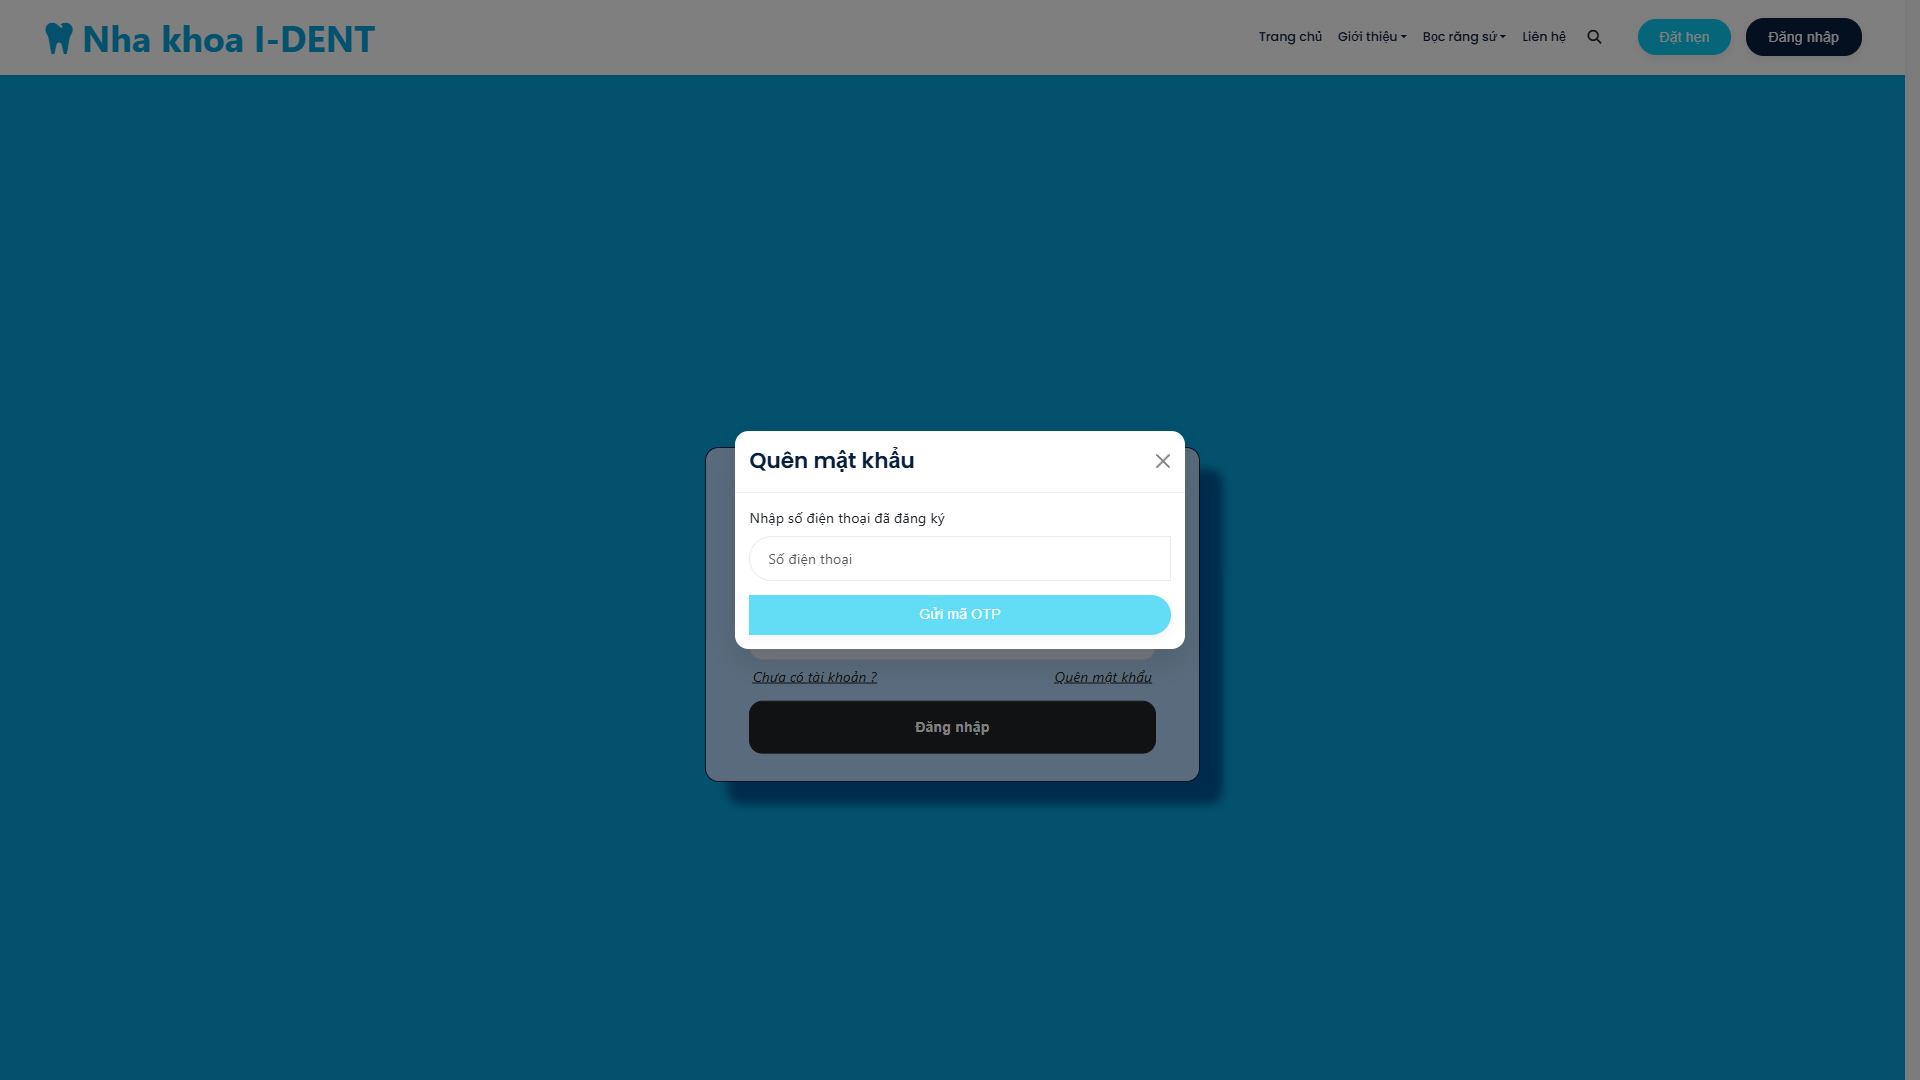 Nha khoa I-DENT
Trang chủ
Giới thiệu
Bọc răng sứ
Liên hệ
Đặt hẹn
Đăng nhập
Quên mật khẩu
Nhập số điện thoại đã đăng ký
Số điện thoại
Gửi mã OTP
Chưa có tài khoản ?
Quên mật khẩu
Đăng nhập